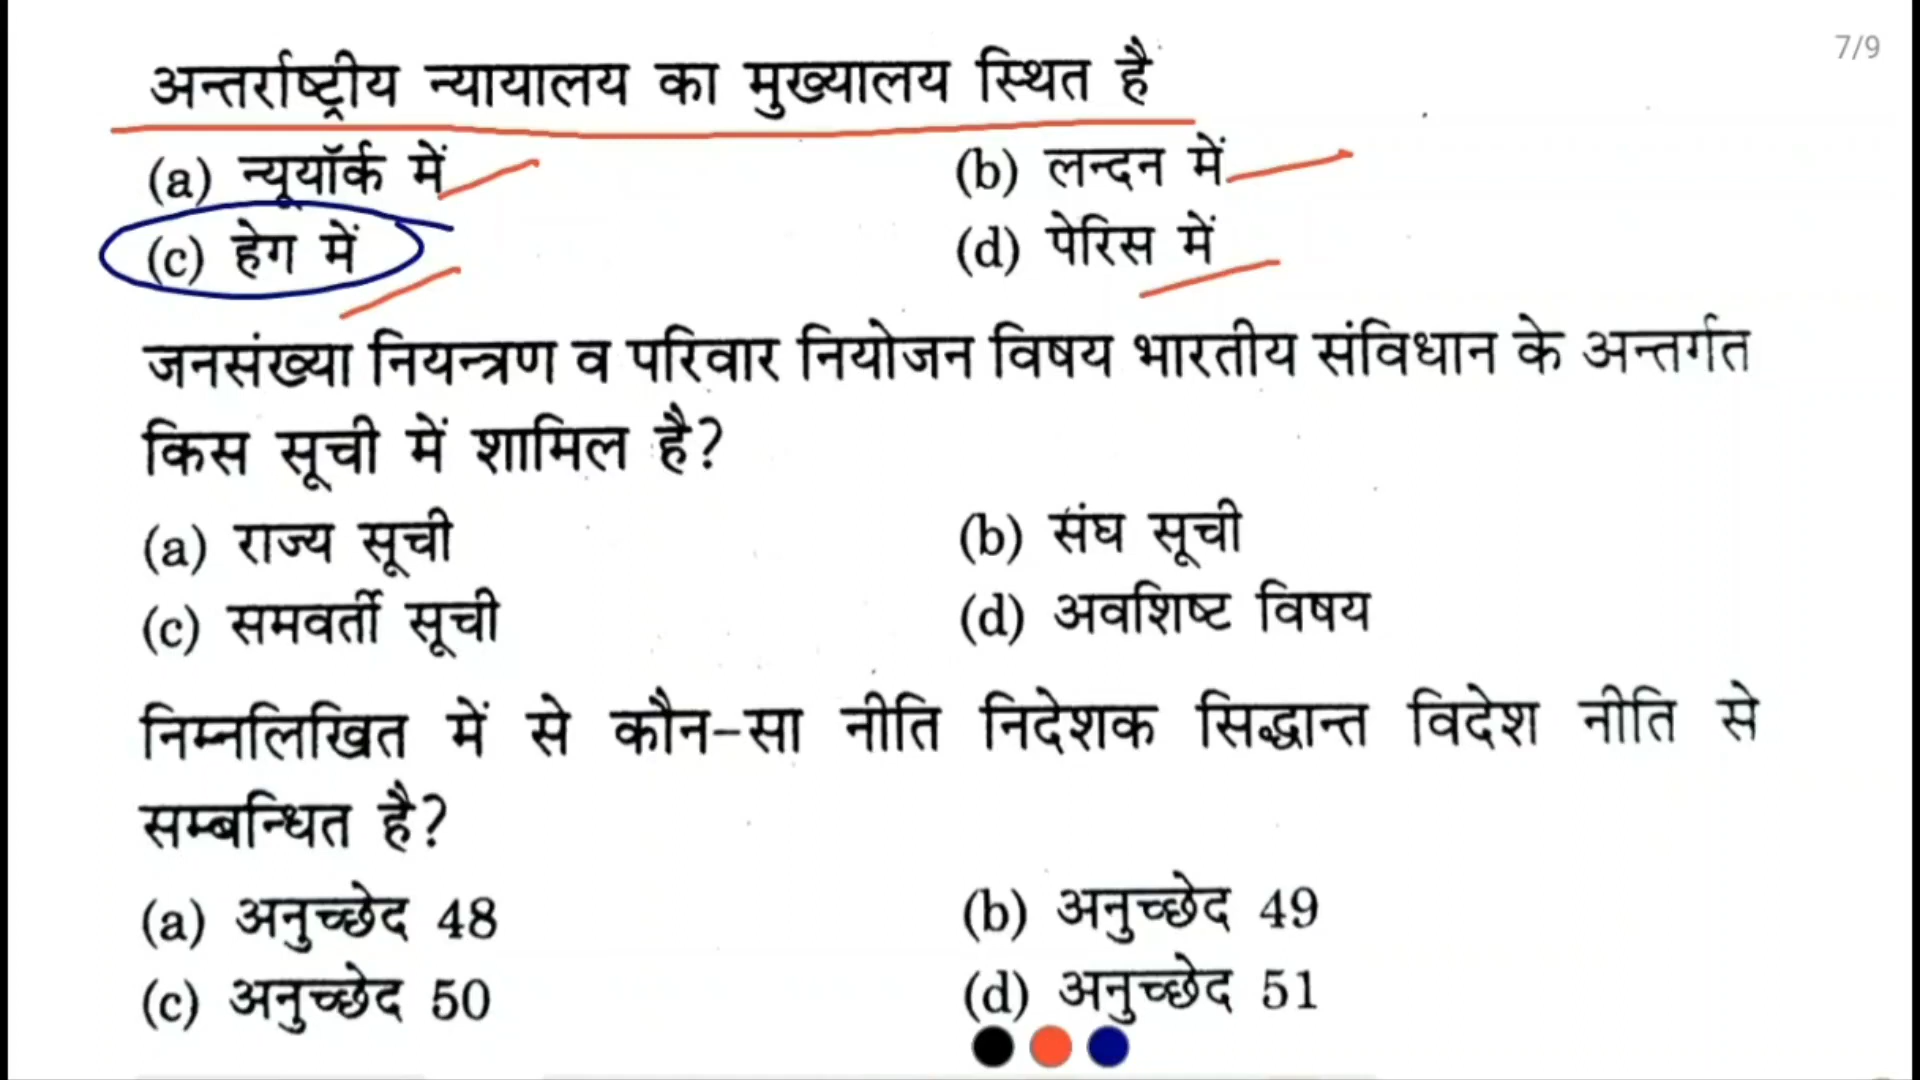 7/9
अन्तर्राष्ट्रीय न्यायालय का मुख्यालय स्थित है
(a) न्यूयॉर्क में (b) लन्दन में
(c) हेग में (d) पेरिस में
जनसंख्या नियन्त्रण व परिवार नियोजन विषय भारतीय संविधान के अन्तर्गत
किस सूची में शामिल है?
(a) राज्य सूची (b) संघ सूची
(c) समवर्ती सूची (d) अवशिष्ट विषय
निम्नलिखित में से कौन-सा नीति निदेशक सिद्धान्त विदेश नीति से
सम्बन्धित है?
(a) अनुच्छेद 48 (b) अनुच्छेद 49
(c) अनुच्छेद 50 (d) अनुच्छेद 51